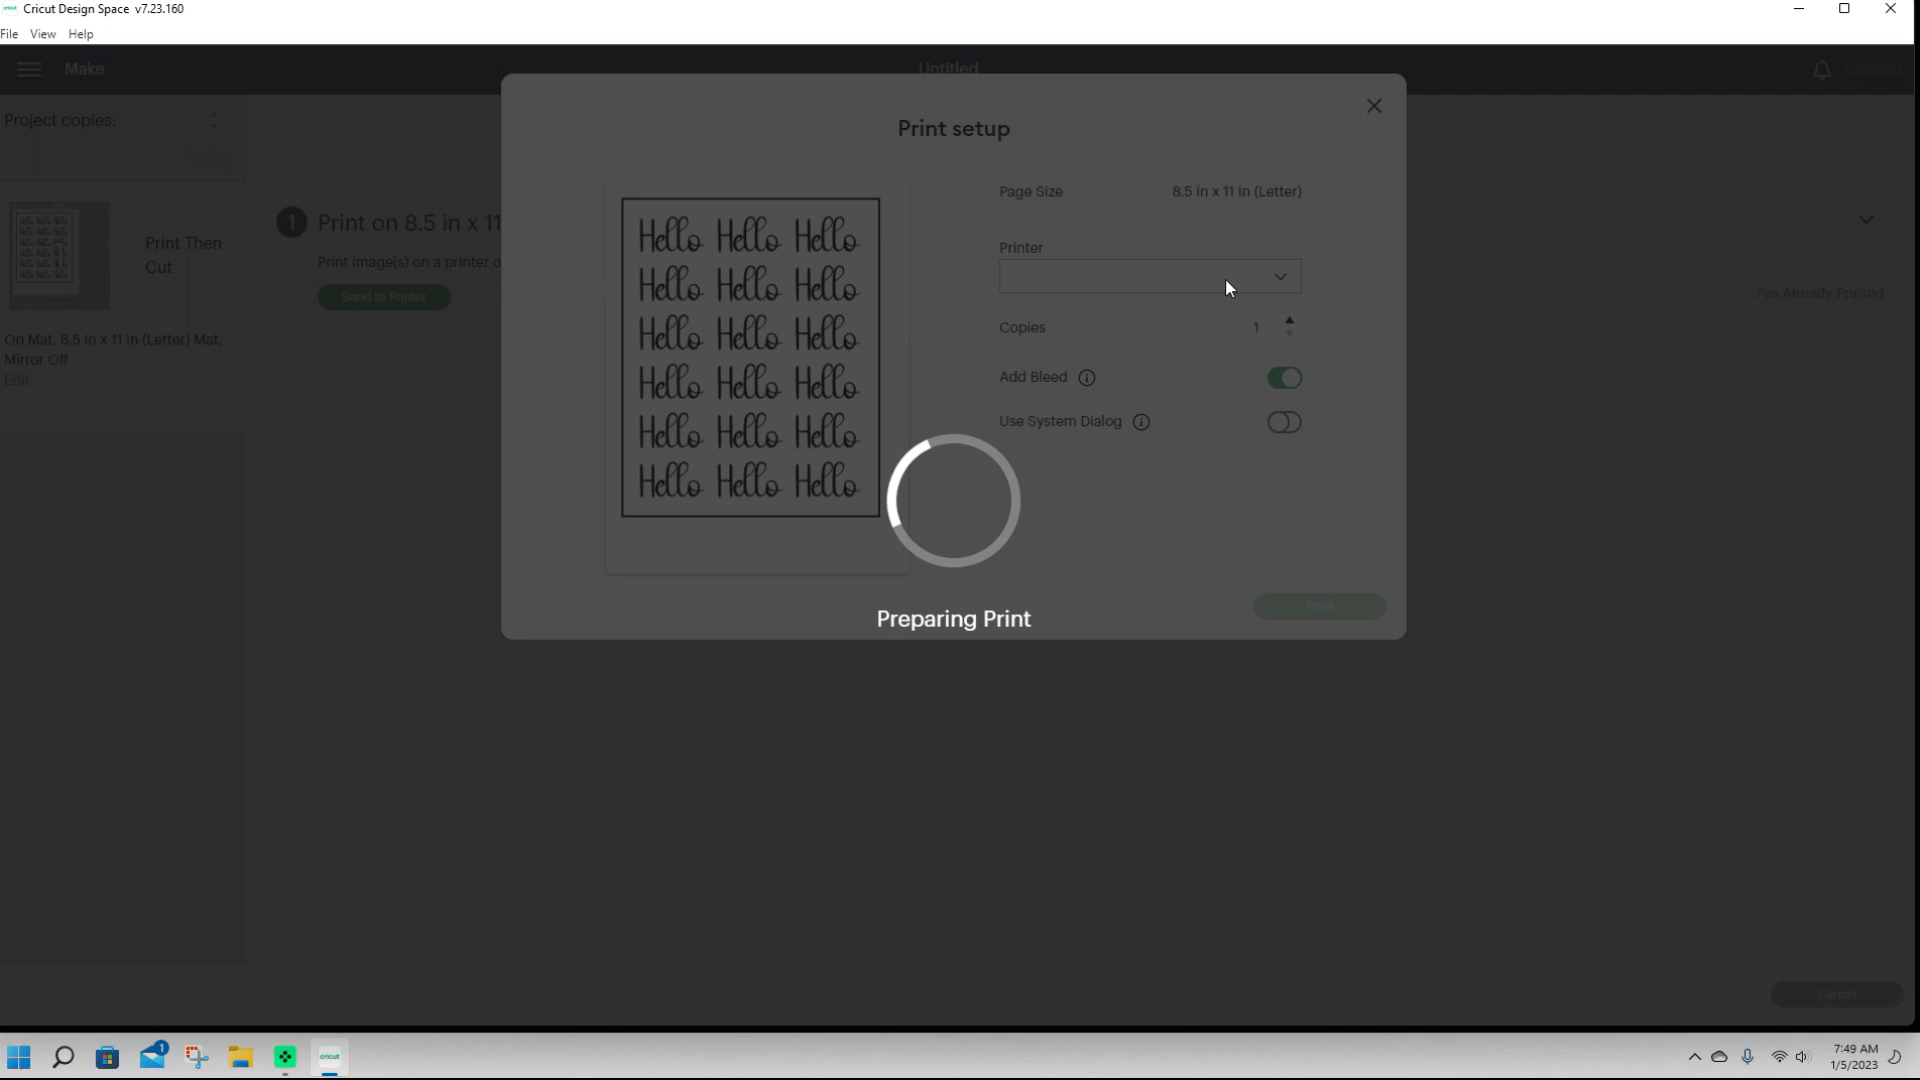 Cricut Design Space v7.23.160
File View Help
Make
Untitled
Explore
Project copies:
Print Then
Cut
On Mat, 8.5 in x 11 in (Letter) Mat,
Mirror Off
Edit
1 Print on 8.5 in x 11
Print image(s) on a printer o
Send to Printer
I've Already Printed
Print setup
Hello Hello Hello
Hello Hello Hello
Hello Hello Hello
Hello Hello Hello
Hello Hello Hello
Hello Hello Hello
Page Size 8.5 in x 11 in (Letter)
Printer
Copies 1
Add Bleed
Use System Dialog
Print
Preparing Print
Cancel
1
cricut
7:49 AM
1/5/2023